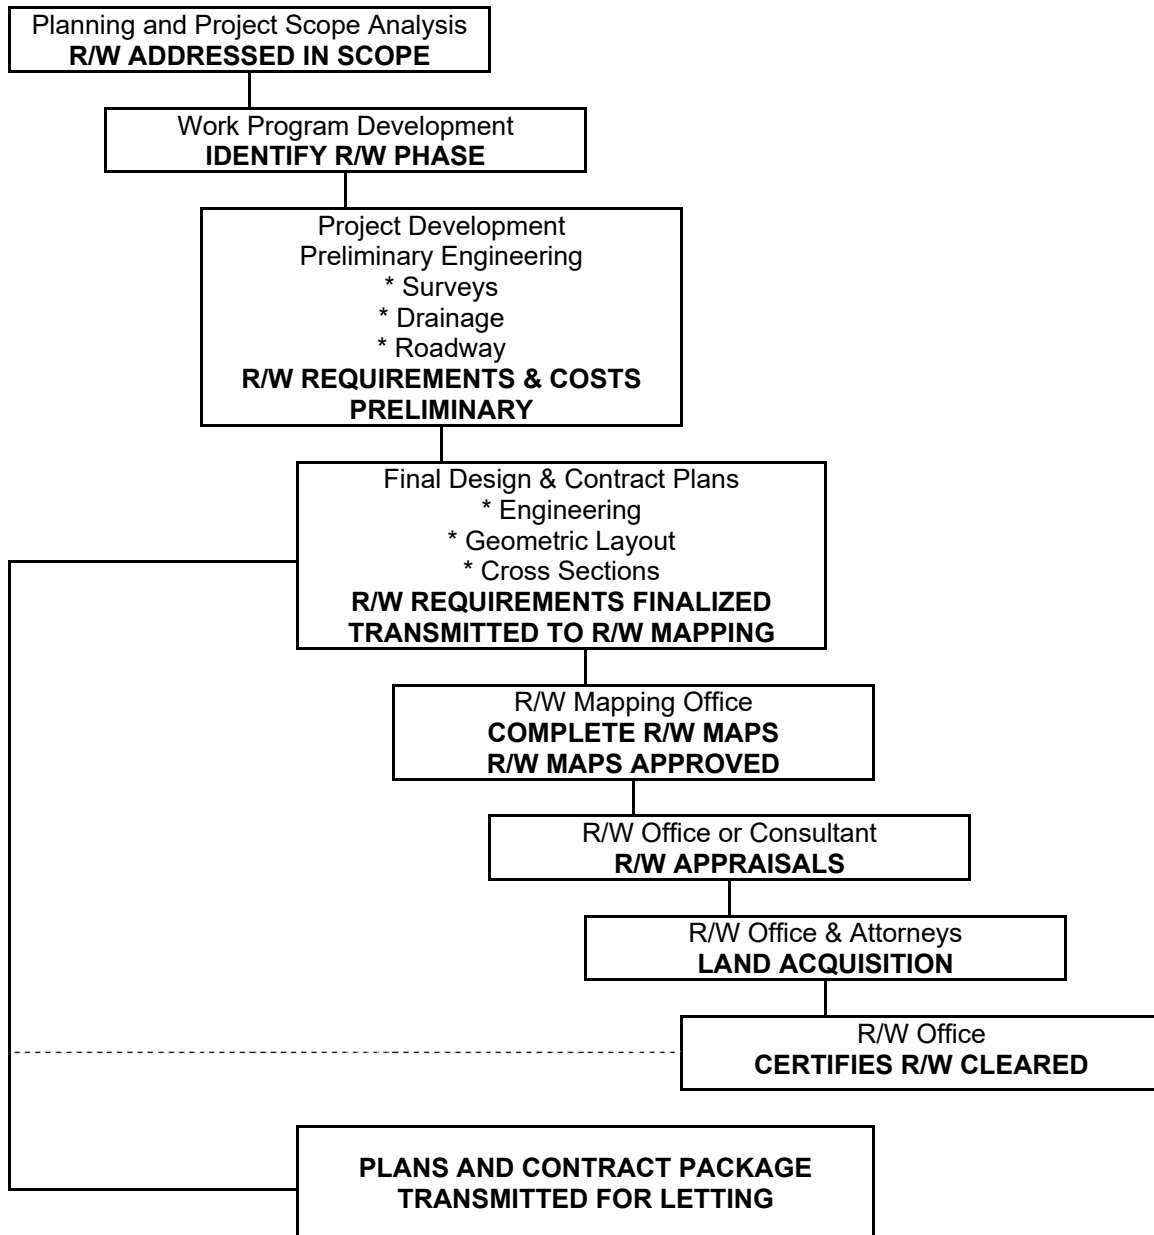 Planning and Project Scope Analysis
R/W ADDRESSED IN SCOPE
Work Program Development
IDENTIFY R/W PHASE
Project Development
Preliminary Engineering
* Surveys
* Drainage
* Roadway
R/W REQUIREMENTS & COSTS
PRELIMINARY
Final Design & Contract Plans
* Engineering
* Geometric Layout
* Cross Sections
R/W REQUIREMENTS FINALIZED
TRANSMITTED TO R/W MAPPING
R/W Mapping Office
COMPLETE R/W MAPS
R/W MAPS APPROVED
R/W Office or Consultant
R/W APPRAISALS
R/W Office & Attorneys
LAND ACQUISITION
R/W Office
CERTIFIES R/W CLEARED
PLANS AND CONTRACT PACKAGE
TRANSMITTED FOR LETTING